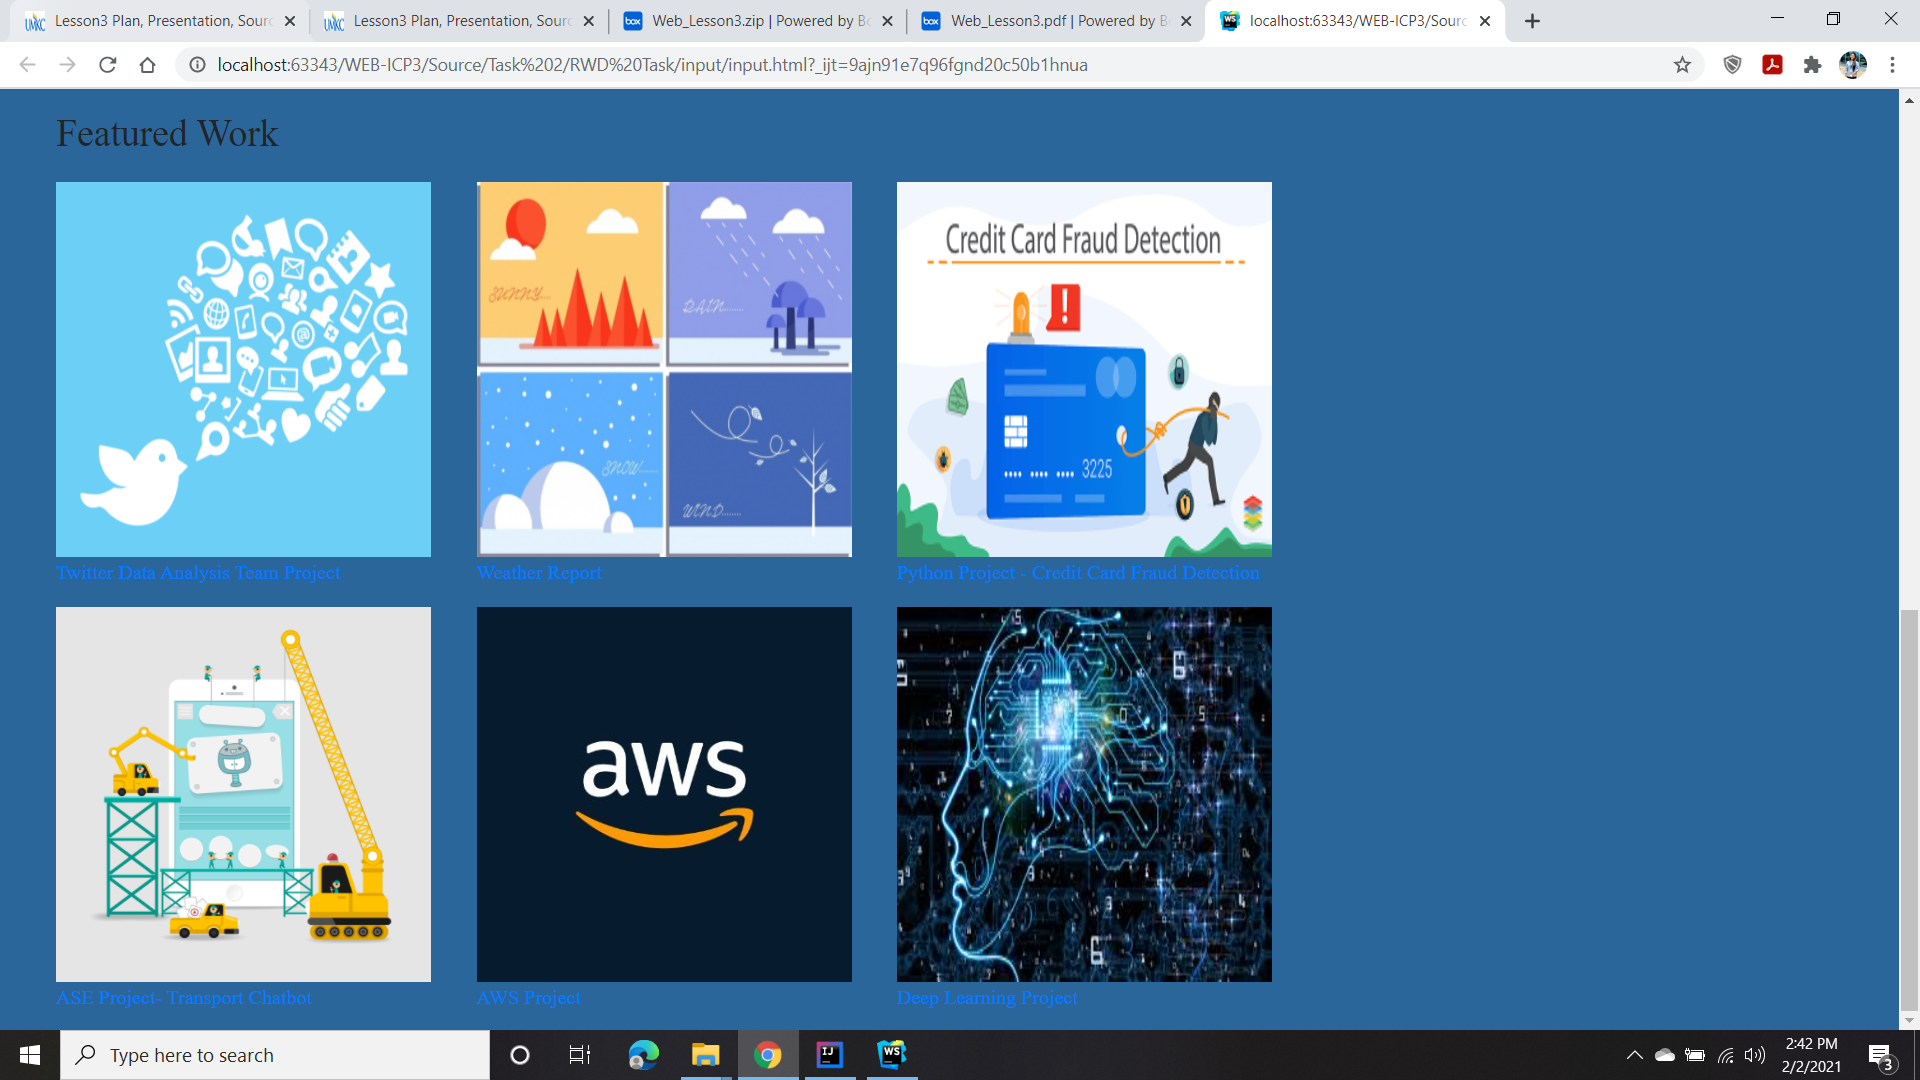 Lesson3 Plan, Presentation, Sourc
Lesson3 Plan, Presentation, Sourc
Web_Lesson3.zip | Powered by Bo
Web_Lesson3.pdf | Powered by B
localhost:63343/WEB-ICP3/Sourc
localhost:63343/WEB-ICP3/Source/Task%202/RWD%20Task/input/input.html?_ijt=9ajn91e7q96fgnd20c50b1hnua
Featured Work
SUNNY...
RAIN........
SNOW......
WIND........
Credit Card Fraud Detection
3225
Twitter Data Analysis Team Project
Weather Report
Python Project - Credit Card Fraud Detection
aws
ASE Project- Transport Chatbot
AWS Project
Deep Learning Project
Type here to search
2:42 PM
2/2/2021
3